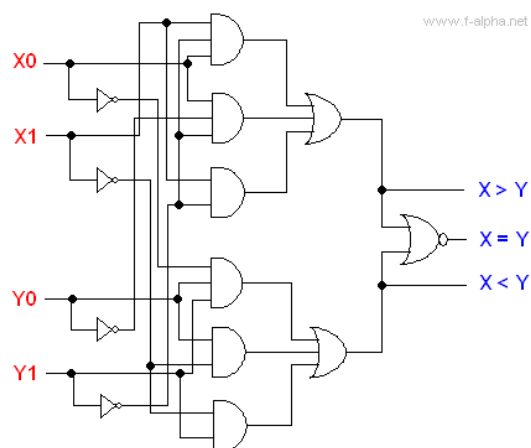 www.f-alpha.net
X0
X1
X > Y
X = Y
X < Y
Y0
Y1